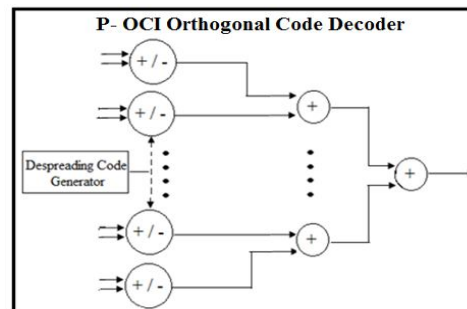 P- OCI Orthogonal Code Decoder
+ / -
+
+ / -
Despreading Code
Generator
+
+ / -
+
+ / -